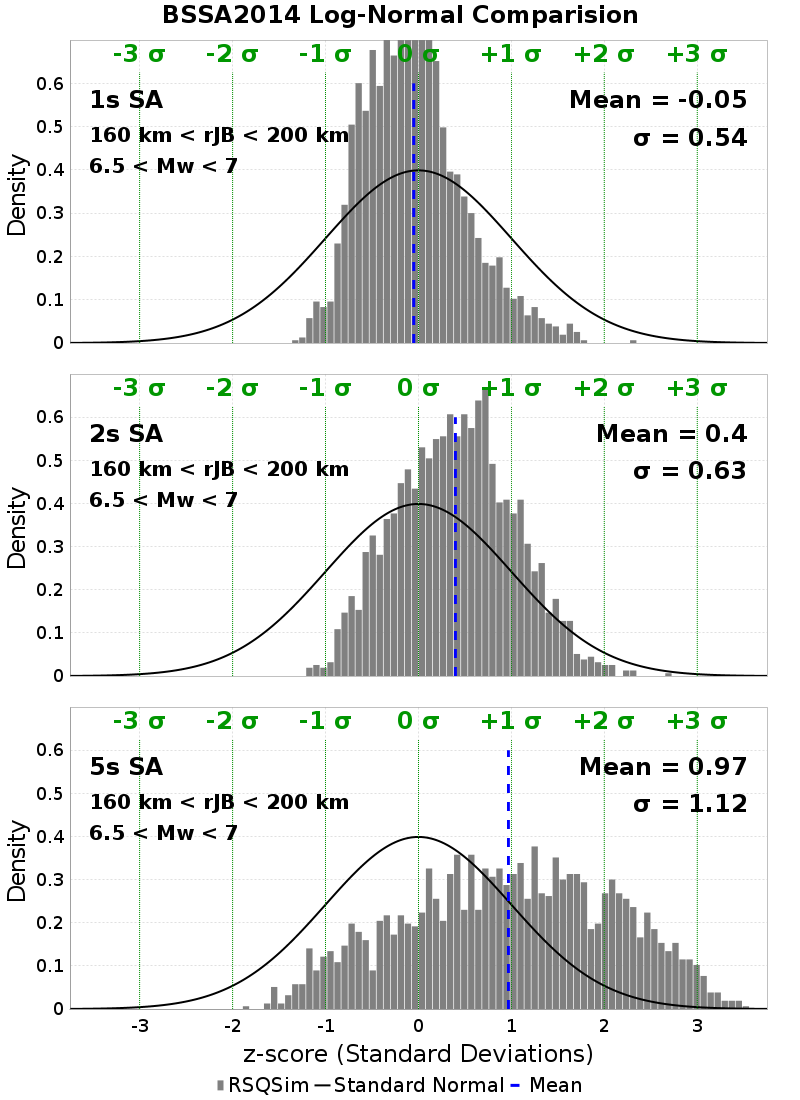 BSSA2014 Log-Normal Comparision
-3 σ -2 σ -1 σ 0 σ +1 σ +2 σ +3 σ
1s SA
Mean = -0.05
160 km < rJB < 200 km
σ = 0.54
6.5 < Mw < 7
Density
0.6
0.5
0.4
0.3
0.2
0.1
0
-3 σ -2 σ -1 σ 0 σ +1 σ +2 σ +3 σ
2s SA
Mean = 0.4
160 km < rJB < 200 km
σ = 0.63
6.5 < Mw < 7
Density
0.6
0.5
0.4
0.3
0.2
0.1
0
-3 σ -2 σ -1 σ 0 σ +1 σ +2 σ +3 σ
5s SA
Mean = 0.97
160 km < rJB < 200 km
σ = 1.12
6.5 < Mw < 7
Density
0.6
0.5
0.4
0.3
0.2
0.1
0
-3 -2 -1 0 1 2 3
z-score (Standard Deviations)
RSQSim Standard Normal Mean